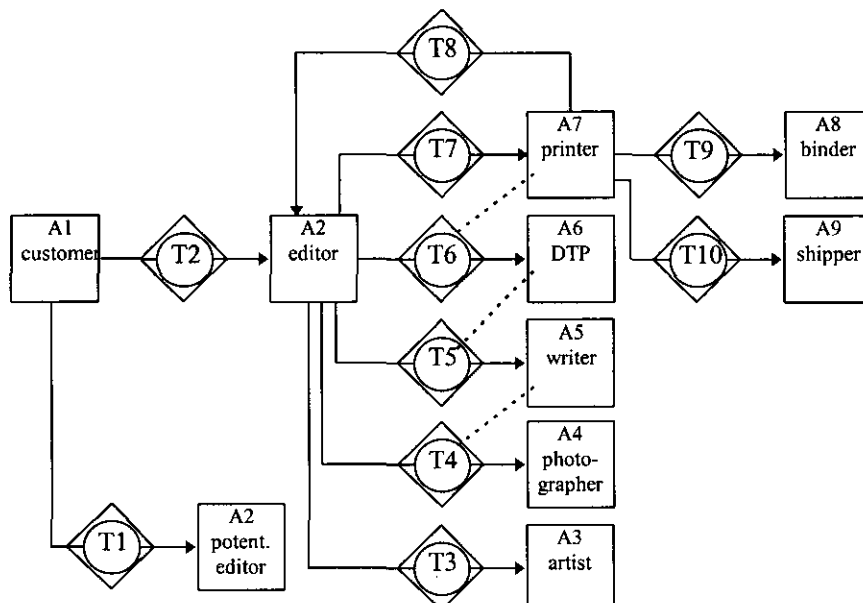 T8
A7
printer
A8
binder
T7
T9
A1
customer
A2
editor
A6
DTP
A9
shipper
T2
T6
T10
A5
writer
T5
A4
photo-
grapher
T4
A2
potent.
editor
A3
artist
T1
T3